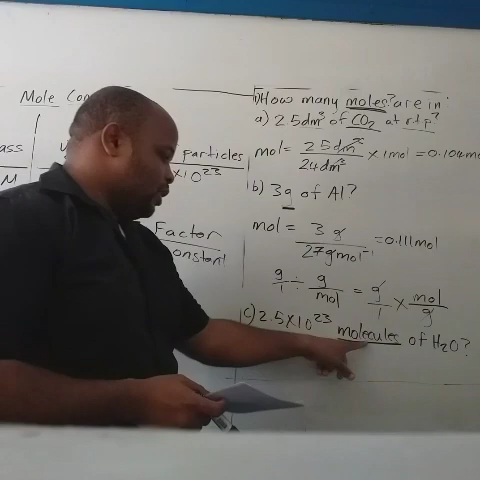 Mole Con
ass
M
particles
×10²³
Factor
onstant
1) How many moles? are in:
a) 2.5dm³ of CO₂ at r.t.p?
mol = 2.5dm³ / 24dm³ × 1mol = 0.104mol
b) 3g of Al?
mol = 3g / 27gmol⁻¹ = 0.111mol
g/1 ÷ g/mol = g/1 × mol/g
c) 2.5×10²³ molecules of H₂O?